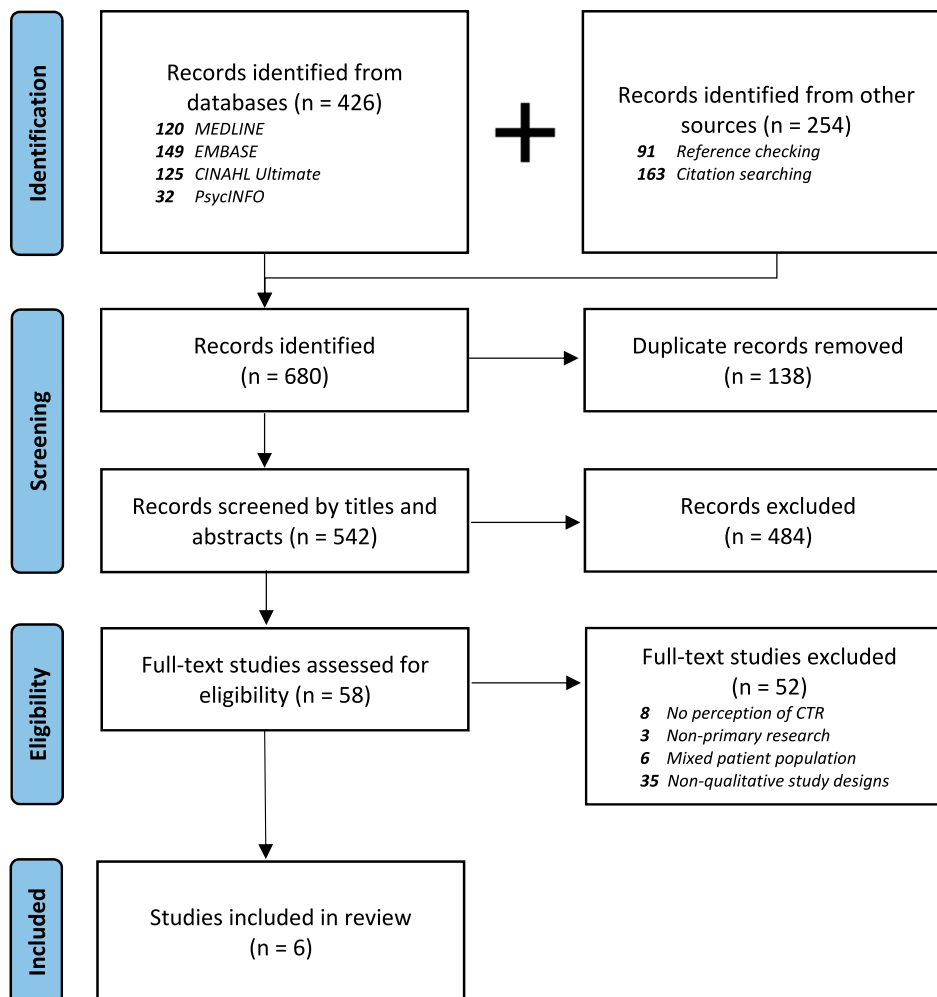 Identification
Records identified from
databases (n = 426)
120 MEDLINE
149 EMBASE
125 CINAHL Ultimate
32 PsycINFO
+
Records identified from other
sources (n = 254)
91 Reference checking
163 Citation searching
Screening
Records identified
(n = 680)
Duplicate records removed
(n = 138)
Records screened by titles and
abstracts (n = 542)
Records excluded
(n = 484)
Eligibility
Full-text studies assessed for
eligibility (n = 58)
Full-text studies excluded
(n = 52)
8 No perception of CTR
3 Non-primary research
6 Mixed patient population
35 Non-qualitative study designs
Included
Studies included in review
(n = 6)